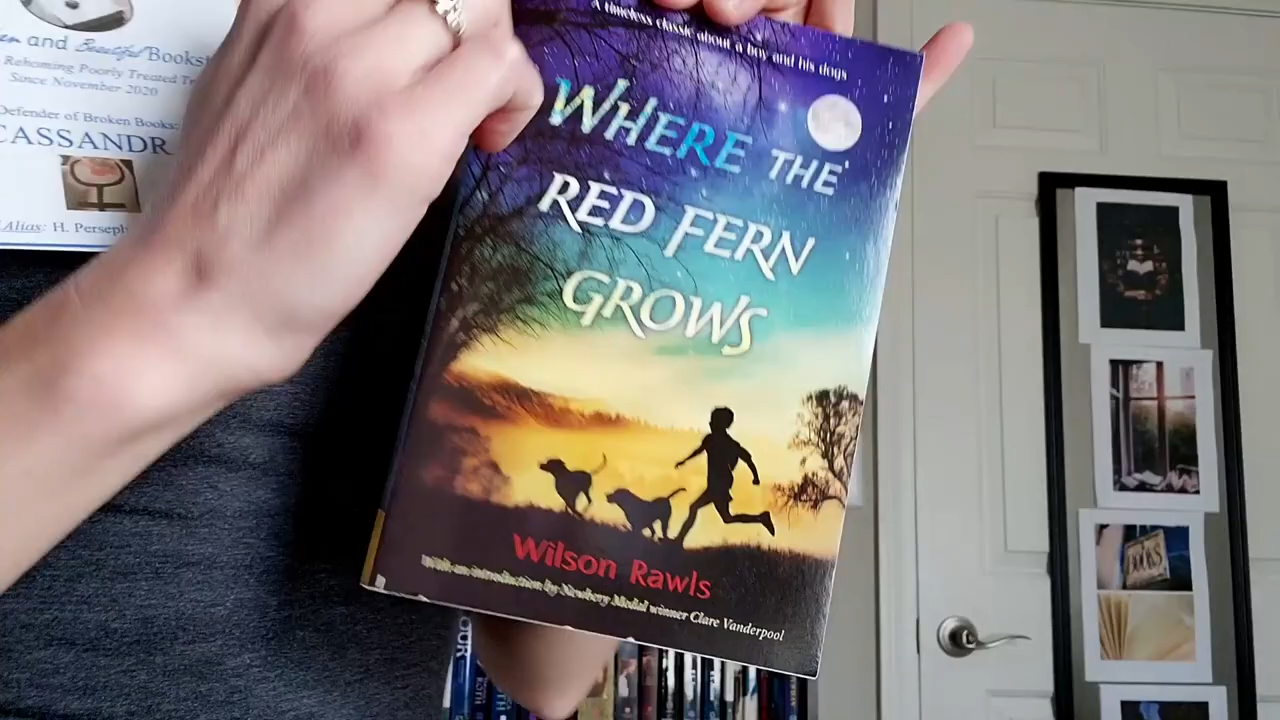 and Beautiful Books
Rehoming Poorly Treated
Since November 2020
Defender of Broken Books:
CASSANDR
Alias: H. Perseph
A timeless classic about a boy and his dogs
WHERE THE
RED FERN
GROWS
Wilson Rawls
With an introduction by Newbery Medal winner Clare Vanderpool
BOOKS